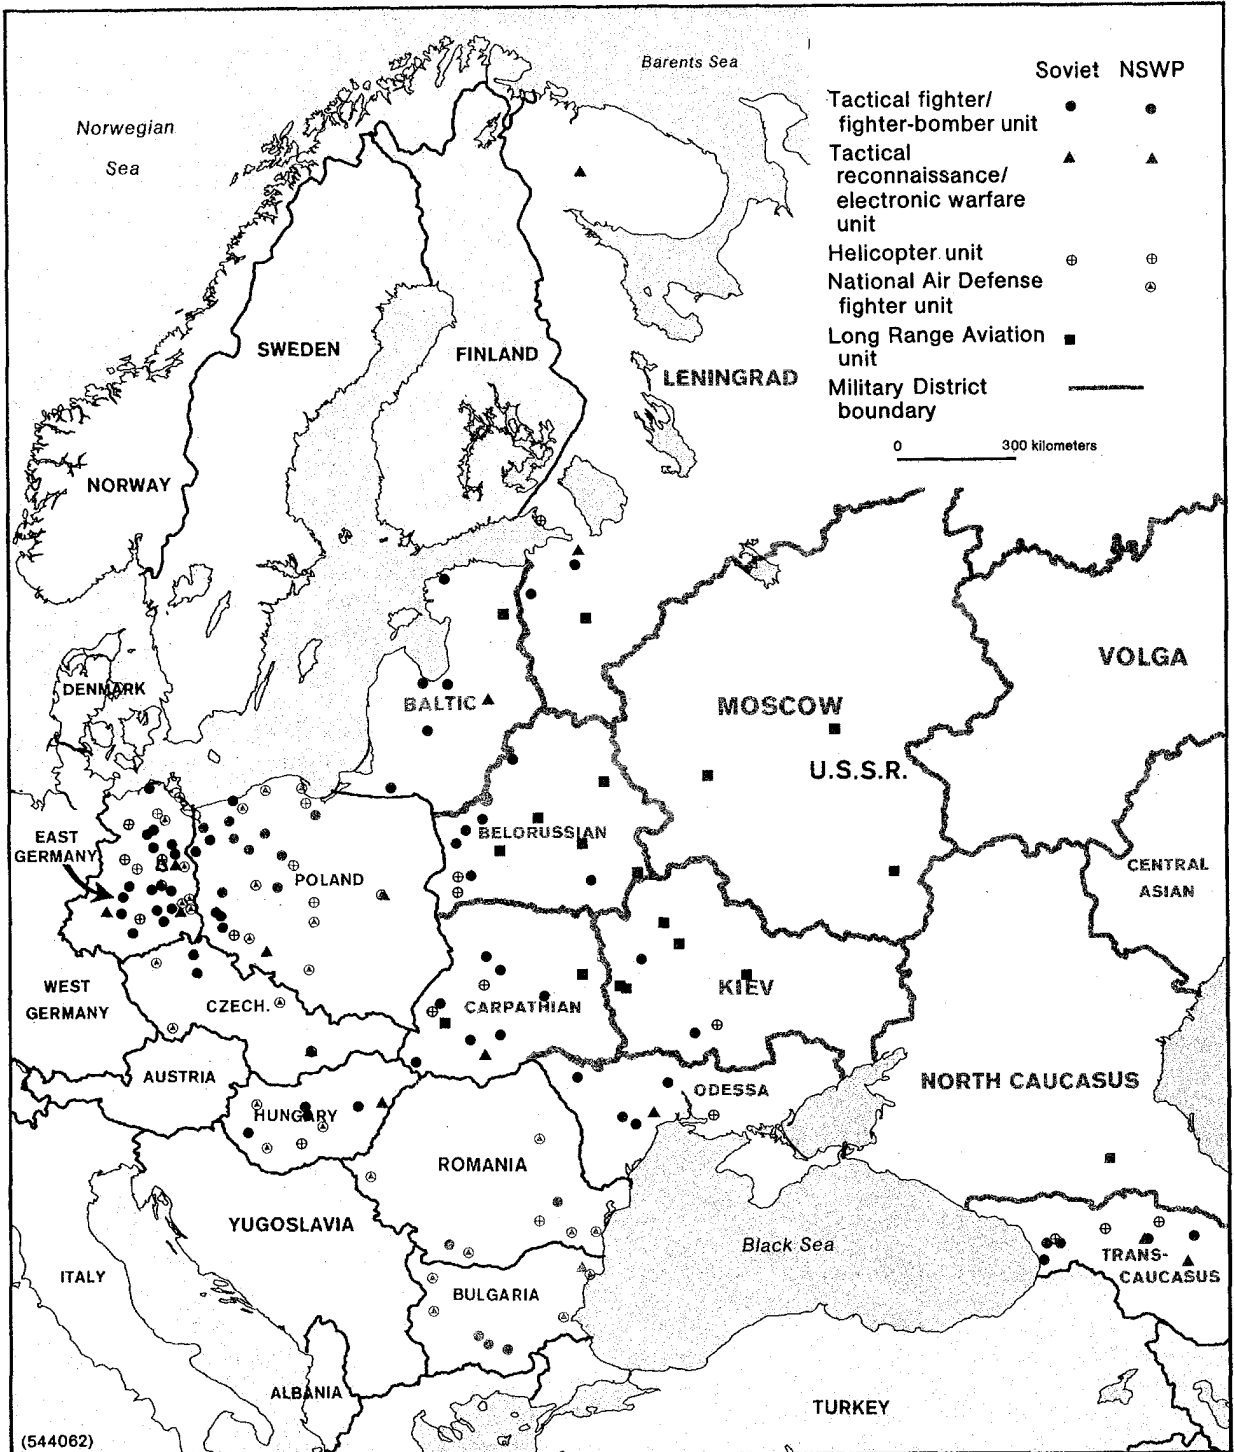 Barents Sea
Norwegian
Sea
Soviet NSWP
Tactical fighter/
fighter-bomber unit
Tactical
reconnaissance/
electronic warfare
unit
Helicopter unit
National Air Defense
fighter unit
Long Range Aviation
unit
Military District
boundary
0 300 kilometers
SWEDEN
FINLAND
LENINGRAD
NORWAY
VOLGA
DENMARK
BALTIC
MOSCOW
U.S.S.R.
EAST
GERMANY
BELORUSSIAN
POLAND
CENTRAL
ASIAN
WEST
GERMANY
CZECH.
CARPATHIAN
KIEV
AUSTRIA
HUNGARY
ODESSA
NORTH CAUCASUS
ROMANIA
YUGOSLAVIA
Black Sea
TRANS-
CAUCASUS
ITALY
BULGARIA
ALBANIA
TURKEY
(544062)